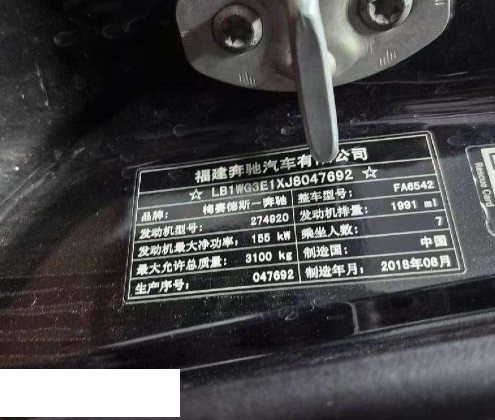 福建奔驰汽车有 公司
☆ LB1WG3E1XJ8047692 ☆
品牌: 梅赛德斯—奔驰 整车型号: FA6542
发动机型号: 274920 发动机排量: 1991 ml
发动机最大净功率: 155 kW 乘坐人数: 7
最大允许总质量: 3100 kg 制造国: 中国
生产序号: 047692 制造年月: 2018年08月
Rescue Card